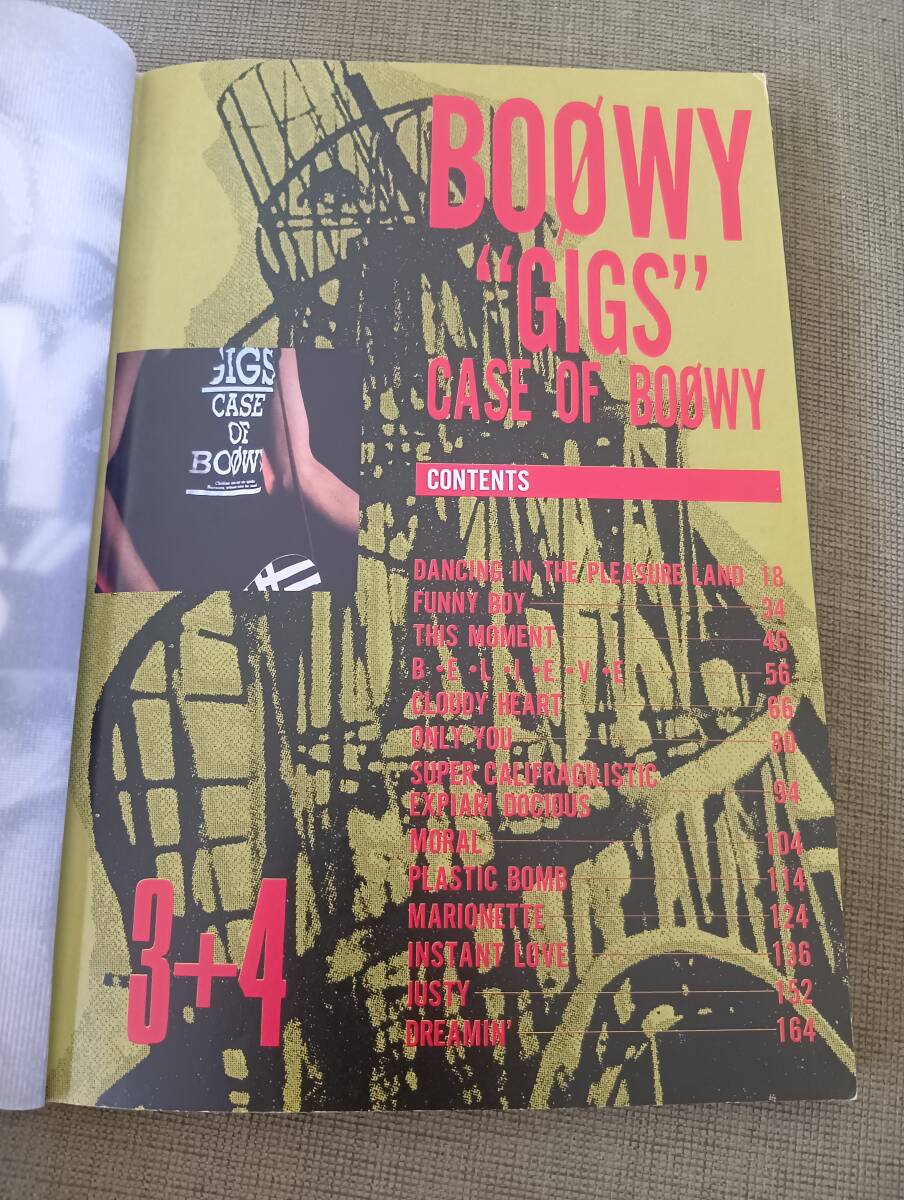 BOØWY
“GIGS”
CASE OF BOØWY
GIGS
CASE
OF
BOØWY
CONTENTS
DANCING IN THE PLEASURE LAND 18
FUNNY BOY 34
THIS MOMENT 46
B・E・L・I・E・V・E 56
CLOUDY HEART 66
ONLY YOU 80
SUPER CALIFRAGILISTIC
EXPIARI DOCIOUS 94
MORAL 104
PLASTIC BOMB 114
MARIONETTE 124
INSTANT LØVE 136
JUSTY 152
DREAMIN' 164
3+4